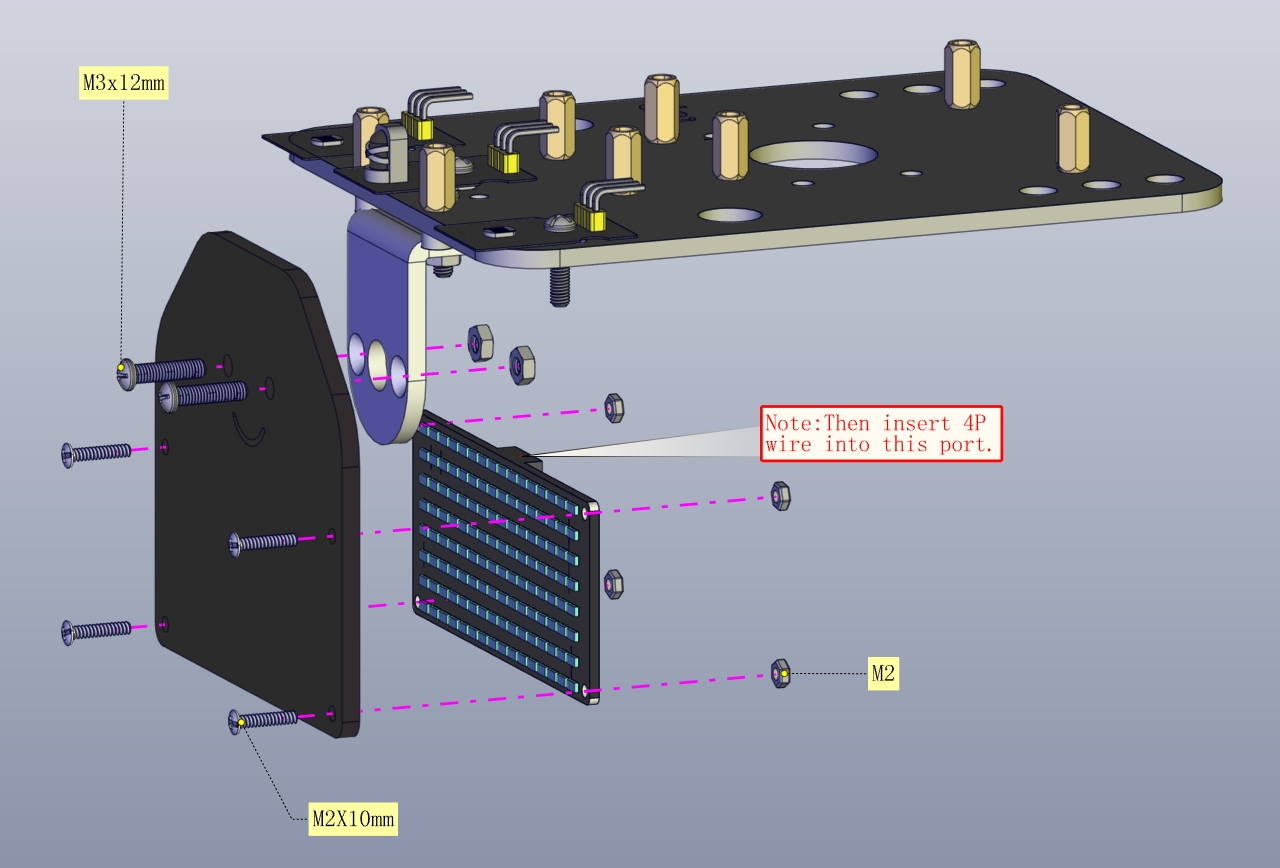 M3x12mm
Note:Then insert 4P
wire into this port.
M2
M2X10mm